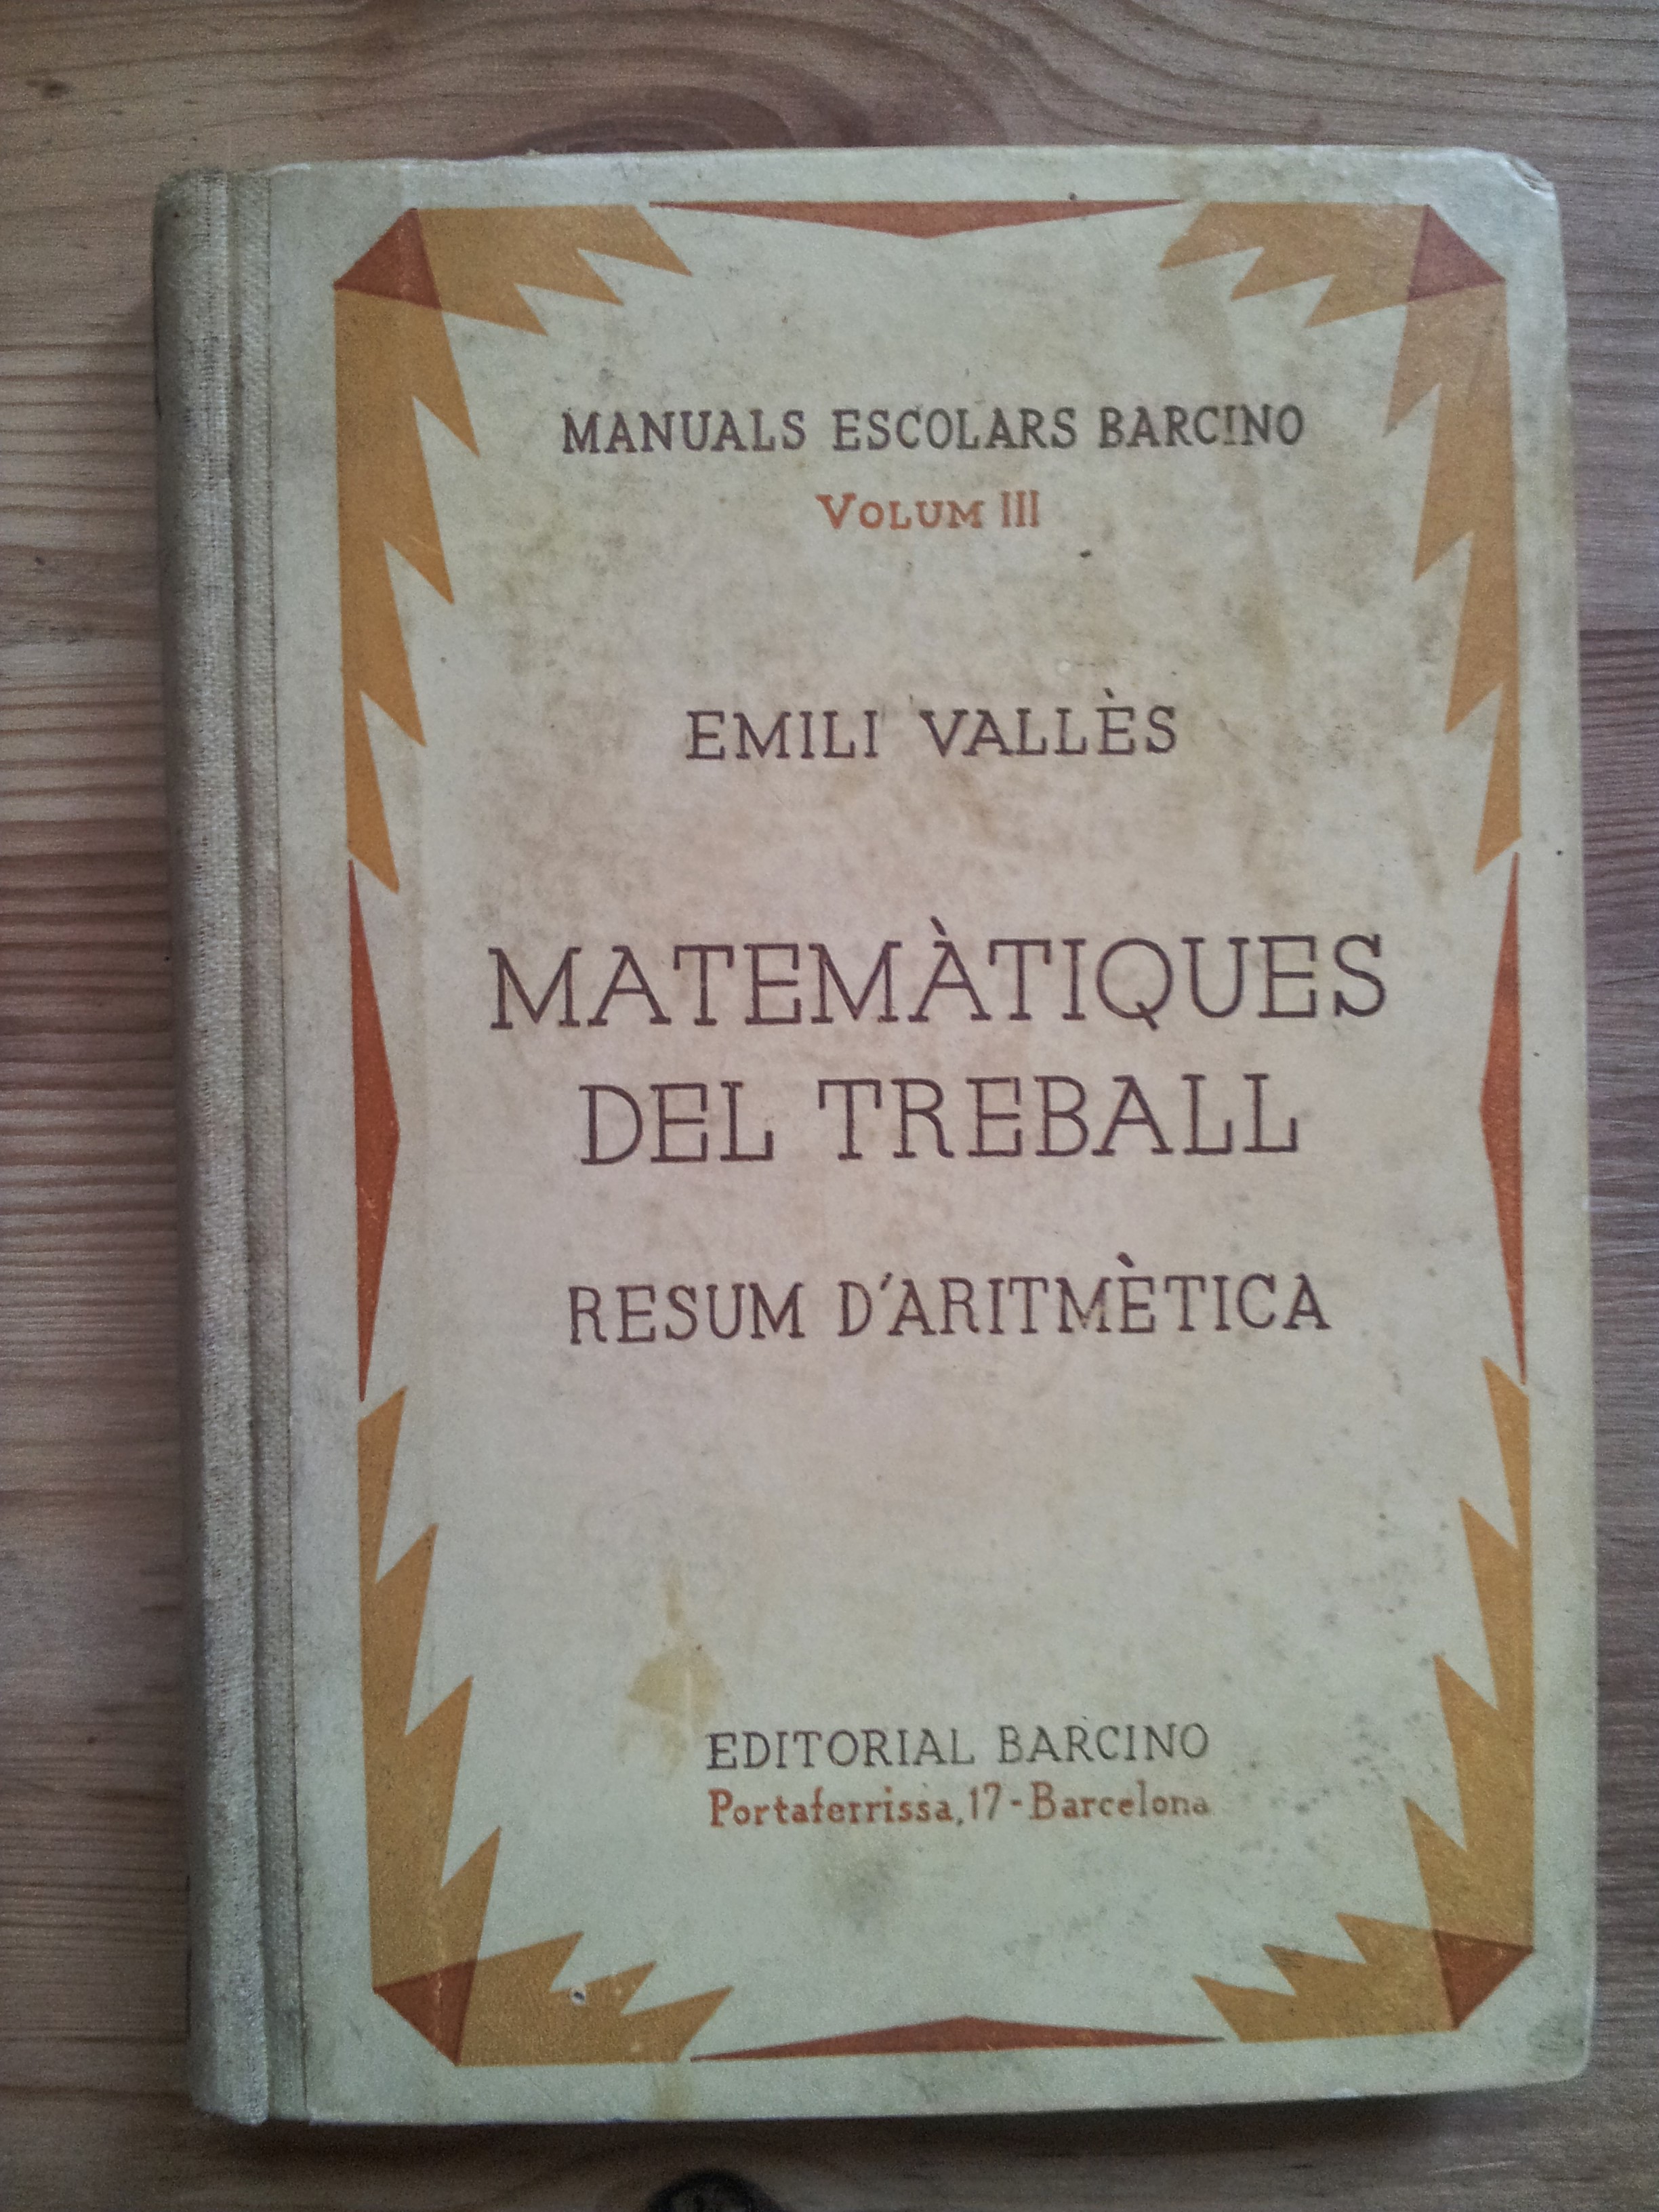 MANUALS ESCOLARS BARCINO
VOLUM III
EMILI VALLÈS
MATEMÀTIQUES
DEL TREBALL
RESUM D'ARITMÈTICA
EDITORIAL BARCINO
Portaferrissa, 17 - Barcelona